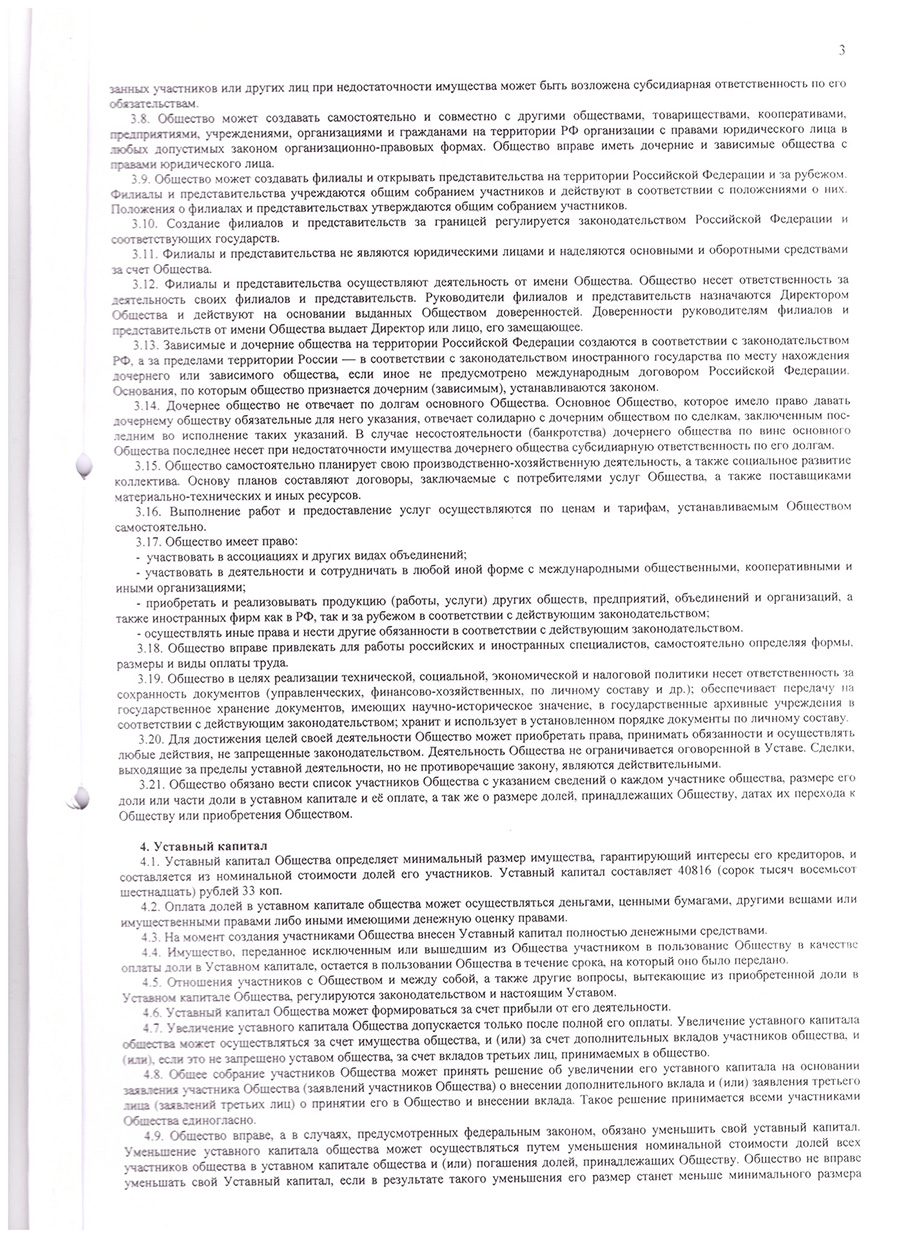 3
занных участников или других лиц при недостаточности имущества может быть возложена субсидиарная ответственность по его
обязательствам.
3.8. Общество может создавать самостоятельно и совместно с другими обществами, товариществами, кооперативами,
предприятиями, учреждениями, организациями и гражданами на территории РФ организации с правами юридического лица в
любых допустимых законом организационно-правовых формах. Общество вправе иметь дочерние и зависимые общества с
правами юридического лица.
3.9. Общество может создавать филиалы и открывать представительства на территории Российской Федерации и за рубежом.
Филиалы и представительства учреждаются общим собранием участников и действуют в соответствии с положениями о них.
Положения о филиалах и представительствах утверждаются общим собранием участников.
3.10. Создание филиалов и представительств за границей регулируется законодательством Российской Федерации и
соответствующих государств.
3.11. Филиалы и представительства не являются юридическими лицами и наделяются основными и оборотными средствами
за счет Общества.
3.12. Филиалы и представительства осуществляют деятельность от имени Общества. Общество несет ответственность за
деятельность своих филиалов и представительств. Руководители филиалов и представительств назначаются Директором
Общества и действуют на основании выданных Обществом доверенностей. Доверенности руководителям филиалов и
представительств от имени Общества выдает Директор или лицо, его замещающее.
3.13. Зависимые и дочерние общества на территории Российской Федерации создаются в соответствии с законодательством
РФ, а за пределами территории России — в соответствии с законодательством иностранного государства по месту нахождения
дочернего или зависимого общества, если иное не предусмотрено международным договором Российской Федерации.
Основания, по которым общество признается дочерним (зависимым), устанавливаются законом.
3.14. Дочернее общество не отвечает по долгам основного Общества. Основное Общество, которое имело право давать
дочернему обществу обязательные для него указания, отвечает солидарно с дочерним обществом по сделкам, заключенным пос-
ледним во исполнение таких указаний. В случае несостоятельности (банкротства) дочернего общества по вине основного
Общества последнее несет при недостаточности имущества дочернего общества субсидиарную ответственность по его долгам.
3.15. Общество самостоятельно планирует свою производственно-хозяйственную деятельность, а также социальное развитие
коллектива. Основу планов составляют договоры, заключаемые с потребителями услуг Общества, а также поставщиками
материально-технических и иных ресурсов.
3.16. Выполнение работ и предоставление услуг осуществляются по ценам и тарифам, устанавливаемым Обществом
самостоятельно.
3.17. Общество имеет право:
- участвовать в ассоциациях и других видах объединений;
- участвовать в деятельности и сотрудничать в любой иной форме с международными общественными, кооперативными и
иными организациями;
- приобретать и реализовывать продукцию (работы, услуги) других обществ, предприятий, объединений и организаций, а
также иностранных фирм как в РФ, так и за рубежом в соответствии с действующим законодательством;
- осуществлять иные права и нести другие обязанности в соответствии с действующим законодательством.
3.18. Общество вправе привлекать для работы российских и иностранных специалистов, самостоятельно определяя формы,
размеры и виды оплаты труда.
3.19. Общество в целях реализации технической, социальной, экономической и налоговой политики несет ответственность за
сохранность документов (управленческих, финансово-хозяйственных, по личному составу и др.); обеспечивает передачу на
государственное хранение документов, имеющих научно-историческое значение, в государственные архивные учреждения в
соответствии с действующим законодательством; хранит и использует в установленном порядке документы по личному составу.
3.20. Для достижения целей своей деятельности Общество может приобретать права, принимать обязанности и осуществлять
любые действия, не запрещенные законодательством. Деятельность Общества не ограничивается оговоренной в Уставе. Сделки,
выходящие за пределы уставной деятельности, но не противоречащие закону, являются действительными.
3.21. Общество обязано вести список участников Общества с указанием сведений о каждом участнике общества, размере его
доли или части доли в уставном капитале и её оплате, а так же о размере долей, принадлежащих Обществу, датах их перехода к
Обществу или приобретения Обществом.
4. Уставный капитал
4.1. Уставный капитал Общества определяет минимальный размер имущества, гарантирующий интересы его кредиторов, и
составляется из номинальной стоимости долей его участников. Уставный капитал составляет 40816 (сорок тысяч восемьсот
шестнадцать) рублей 33 коп.
4.2. Оплата долей в уставном капитале общества может осуществляться деньгами, ценными бумагами, другими вещами или
имущественными правами либо иными имеющими денежную оценку правами.
4.3. На момент создания участниками Общества внесен Уставный капитал полностью денежными средствами.
4.4. Имущество, переданное исключенным или вышедшим из Общества участником в пользование Обществу в качестве
оплаты доли в Уставном капитале, остается в пользовании Общества в течение срока, на который оно было передано.
4.5. Отношения участников с Обществом и между собой, а также другие вопросы, вытекающие из приобретенной доли в
Уставном капитале Общества, регулируются законодательством и настоящим Уставом.
4.6. Уставный капитал Общества может формироваться за счет прибыли от его деятельности.
4.7. Увеличение уставного капитала Общества допускается только после полной его оплаты. Увеличение уставного капитала
общества может осуществляться за счет имущества общества, и (или) за счет дополнительных вкладов участников общества, и
(или), если это не запрещено уставом общества, за счет вкладов третьих лиц, принимаемых в общество.
4.8. Общее собрание участников Общества может принять решение об увеличении его уставного капитала на основании
заявления участника Общества (заявлений участников Общества) о внесении дополнительного вклада и (или) заявления третьего
лица (заявлений третьих лиц) о принятии его в Общество и внесении вклада. Такое решение принимается всеми участниками
Общества единогласно.
4.9. Общество вправе, а в случаях, предусмотренных федеральным законом, обязано уменьшить свой уставный капитал.
Уменьшение уставного капитала общества может осуществляться путем уменьшения номинальной стоимости долей всех
участников общества в уставном капитале общества и (или) погашения долей, принадлежащих Обществу. Общество не вправе
уменьшать свой Уставный капитал, если в результате такого уменьшения его размер станет меньше минимального размера